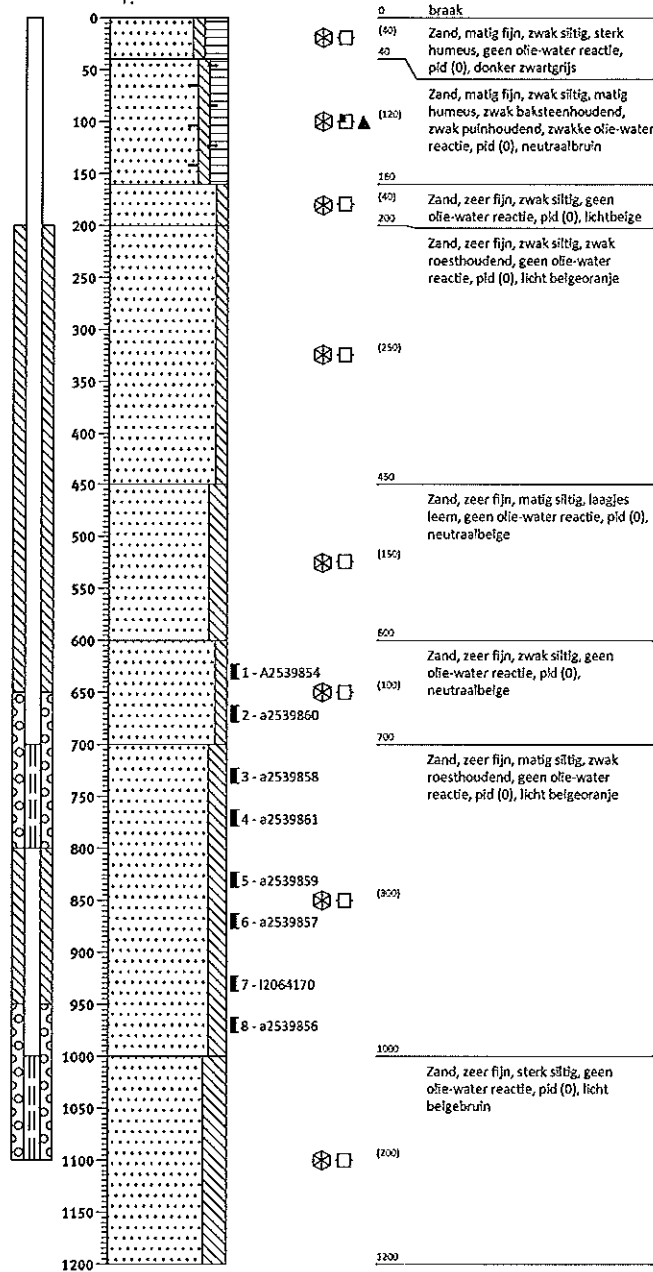 0 braak
(40) Zand, matig fijn, zwak siltig, sterk
humeus, geen olie-water reactie,
pid (0), donker zwartgrijs
40
Zand, matig fijn, zwak siltig, matig
humeus, zwak baksteenhoudend,
(120) zwak puinhoudend, zwakke olie-water
reactie, pid (0), neutraalbruin
160
(40) Zand, zeer fijn, zwak siltig, geen
olie-water reactie, pid (0), lichtbeige
200
Zand, zeer fijn, zwak siltig, zwak
roesthoudend, geen olie-water
reactie, pid (0), licht beigeoranje
(250)
450
Zand, zeer fijn, matig siltig, laagjes
leem, geen olie-water reactie, pid (0),
neutraalbeige
(150)
600
Zand, zeer fijn, zwak siltig, geen
olie-water reactie, pid (0),
neutraalbeige
(100)
700
Zand, zeer fijn, matig siltig, zwak
roesthoudend, geen olie-water
reactie, pid (0), licht beigeoranje
(300)
1000
Zand, zeer fijn, sterk siltig, geen
olie-water reactie, pid (0), licht
beigebruin
(200)
1200
0
50
100
150
200
250
300
350
400
450
500
550
600
650
700
750
800
850
900
950
1000
1050
1100
1150
1200
1 - A2539854
2 - a2539860
3 - a2539858
4 - a2539861
5 - a2539859
6 - a2539857
7 - I2064170
8 - a2539856